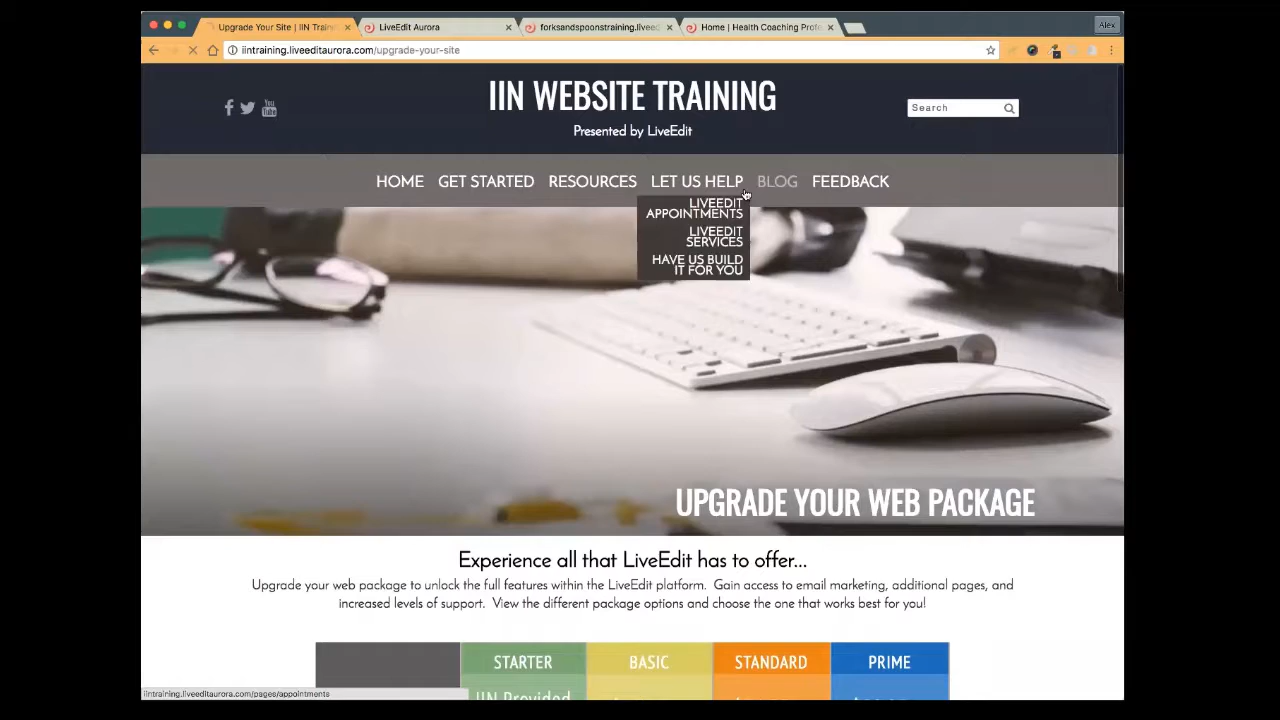 Upgrade Your Site | IIN Train
LiveEdit Aurora
forksandspoonstraining.liveed
Home | Health Coaching Profe
Alex
iintraining.liveeditaurora.com/upgrade-your-site
IIN WEBSITE TRAINING
Presented by LiveEdit
You
Tube
Search
HOME GET STARTED RESOURCES LET US HELP BLOG FEEDBACK
LIVEEDIT
APPOINTMENTS
LIVEEDIT
SERVICES
HAVE US BUILD
IT FOR YOU
UPGRADE YOUR WEB PACKAGE
Experience all that LiveEdit has to offer...
Upgrade your web package to unlock the full features within the LiveEdit platform. Gain access to email marketing, additional pages, and
increased levels of support. View the different package options and choose the one that works best for you!
STARTER BASIC STANDARD PRIME
IIN Provided
iintraining.liveeditaurora.com/pages/appointments